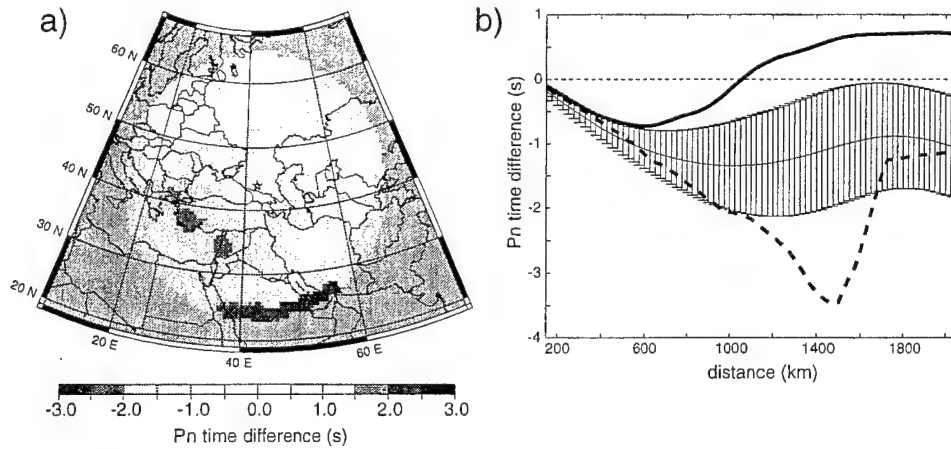 a)
60 N
50 N
40 N
30 N
20 N
20 E
40 E
60 E
-3.0 -2.0 -1.0 0.0 1.0 2.0 3.0
Pn time difference (s)
b)
1
0
-1
-2
-3
-4
Pn time difference (s)
200 600 1000 1400 1800
distance (km)